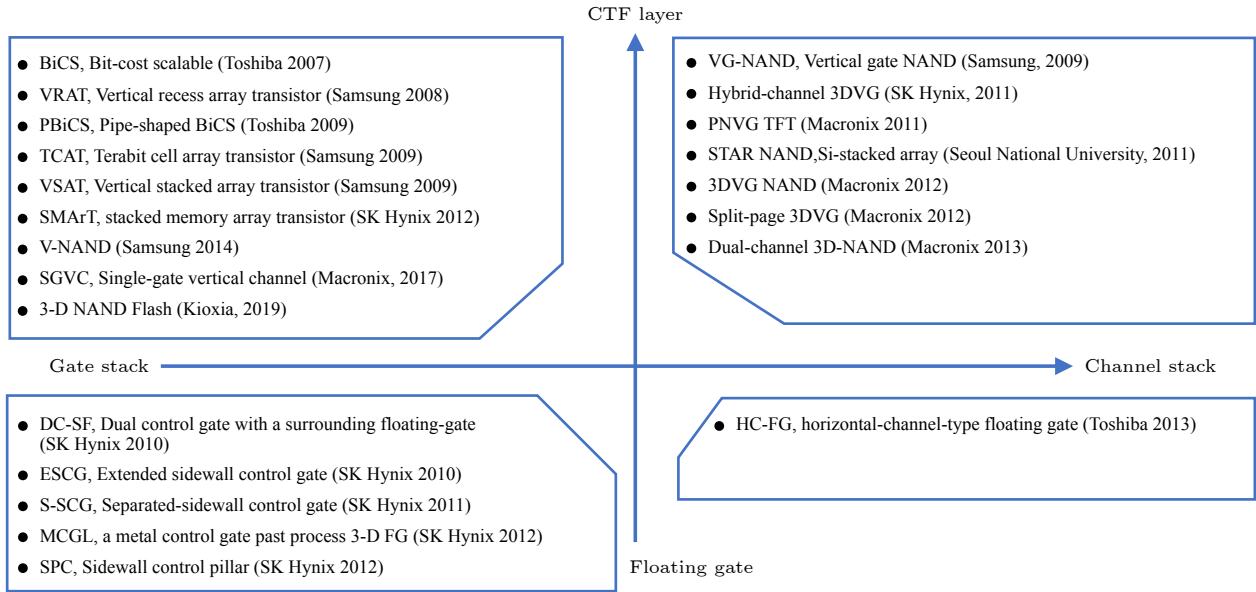 CTF layer
● BiCS, Bit-cost scalable (Toshiba 2007)
● VRAT, Vertical recess array transistor (Samsung 2008)
● PBiCS, Pipe-shaped BiCS (Toshiba 2009)
● TCAT, Terabit cell array transistor (Samsung 2009)
● VSAT, Vertical stacked array transistor (Samsung 2009)
● SMArT, stacked memory array transistor (SK Hynix 2012)
● V-NAND (Samsung 2014)
● SGVC, Single-gate vertical channel (Macronix, 2017)
● 3-D NAND Flash (Kioxia, 2019)
● VG-NAND, Vertical gate NAND (Samsung, 2009)
● Hybrid-channel 3DVG (SK Hynix, 2011)
● PNVG TFT (Macronix 2011)
● STAR NAND,Si-stacked array (Seoul National University, 2011)
● 3DVG NAND (Macronix 2012)
● Split-page 3DVG (Macronix 2012)
● Dual-channel 3D-NAND (Macronix 2013)
Gate stack
Channel stack
● DC-SF, Dual control gate with a surrounding floating-gate
(SK Hynix 2010)
● ESCG, Extended sidewall control gate (SK Hynix 2010)
● S-SCG, Separated-sidewall control gate (SK Hynix 2011)
● MCGL, a metal control gate past process 3-D FG (SK Hynix 2012)
● SPC, Sidewall control pillar (SK Hynix 2012)
● HC-FG, horizontal-channel-type floating gate (Toshiba 2013)
Floating gate